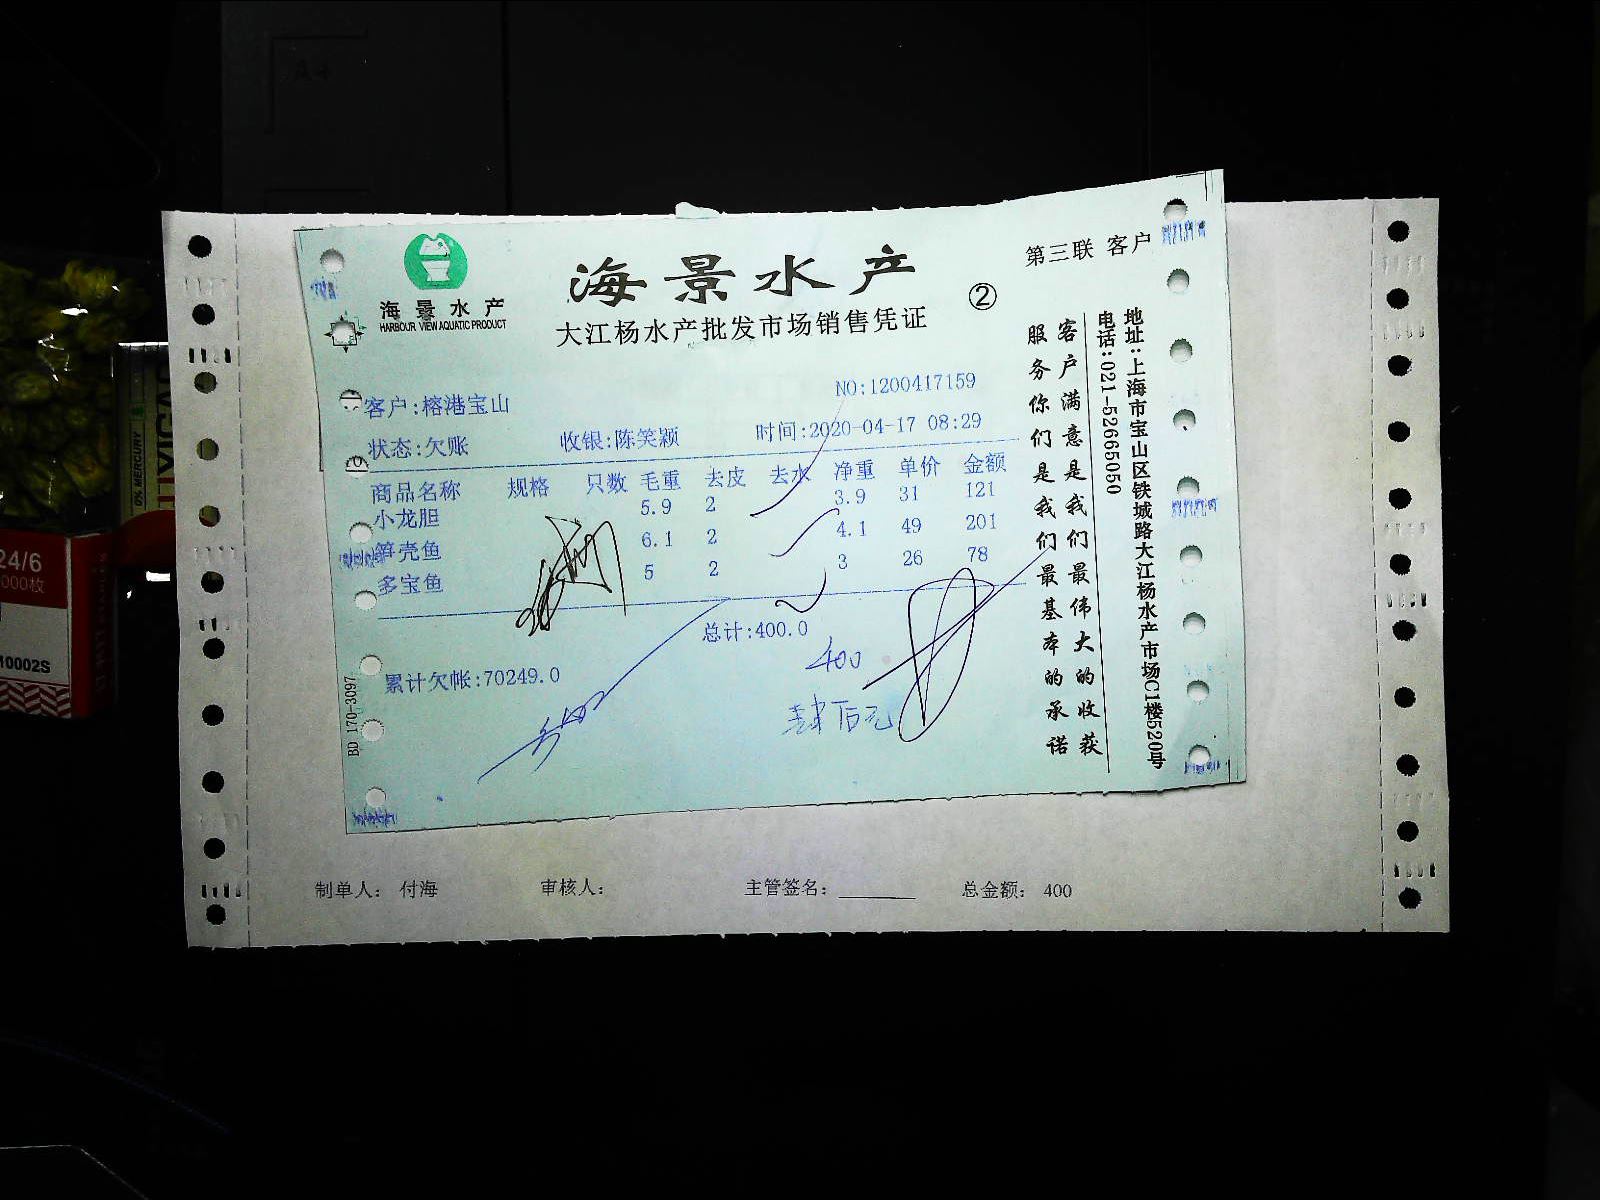 海景水产
HARBOUR VIEW AQUATIC PRODUCT
海景水产
大江杨水产批发市场销售凭证
②
第三联 客户
NO:1200417159
客户:榕港宝山
状态:欠账 收银:陈笑颖 时间:2020-04-17 08:29
商品名称 规格 只数 毛重 去皮 去水 净重 单价 金额
小龙胆 5.9 2 3.9 31 121
笋壳鱼 6.1 2 4.1 49 201
多宝鱼 5 2 3 26 78
总计:400.0
400
累计欠帐:70249.0
肆佰元
BD 170-3097
客户满意是我们最伟大的收获
服务你们是我们最基本的承诺
地址:上海市宝山区铁城路大江杨水产市场C1楼520号
电话:021-52665050
制单人: 付海 审核人: 主管签名: 总金额: 400
24/6
000枚
10002S
0% MERCURY